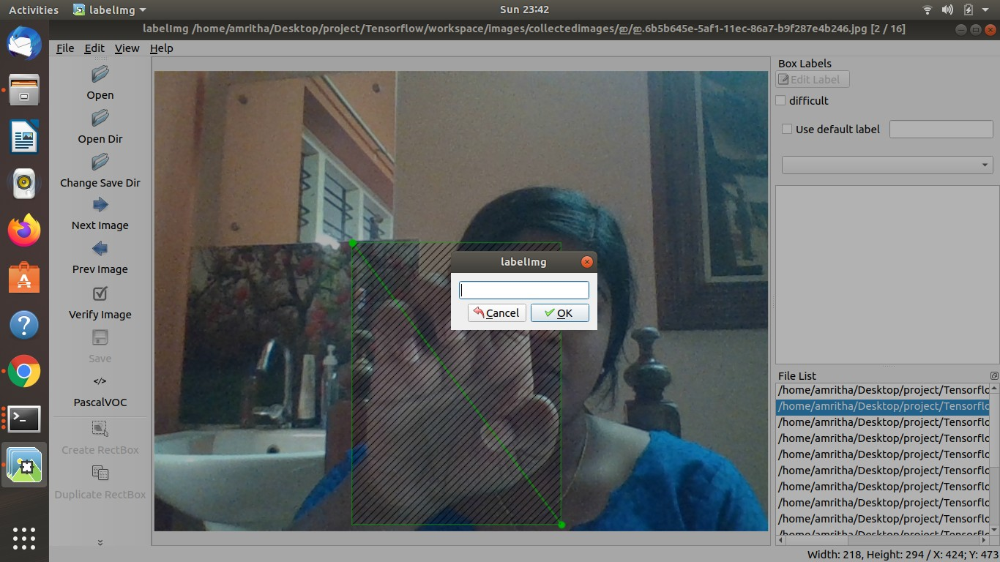 Activities labelImg Sun 23:42
labelImg /home/amritha/Desktop/project/Tensorflow/workspace/images/collectedimages/ഇ/ഇ.6b5b645e-5af1-11ec-86a7-b9f287e4b246.jpg [2 / 16]
File Edit View Help
Open
Open Dir
Change Save Dir
Next Image
Prev Image
Verify Image
Save
</>
PascalVOC
Create RectBox
Duplicate RectBox
labelImg
Cancel OK
Box Labels
Edit Label
difficult
Use default label
File List
/home/amritha/Desktop/project/Tensorflo
/home/amritha/Desktop/project/Tensorflo
/home/amritha/Desktop/project/Tensorflo
/home/amritha/Desktop/project/Tensorflo
/home/amritha/Desktop/project/Tensorflo
/home/amritha/Desktop/project/Tensorflo
/home/amritha/Desktop/project/Tensorflo
/home/amritha/Desktop/project/Tensorflo
/home/amritha/Desktop/project/Tensorflo
/home/amritha/Desktop/project/Tensorflo
Width: 218, Height: 294 / X: 424; Y: 473